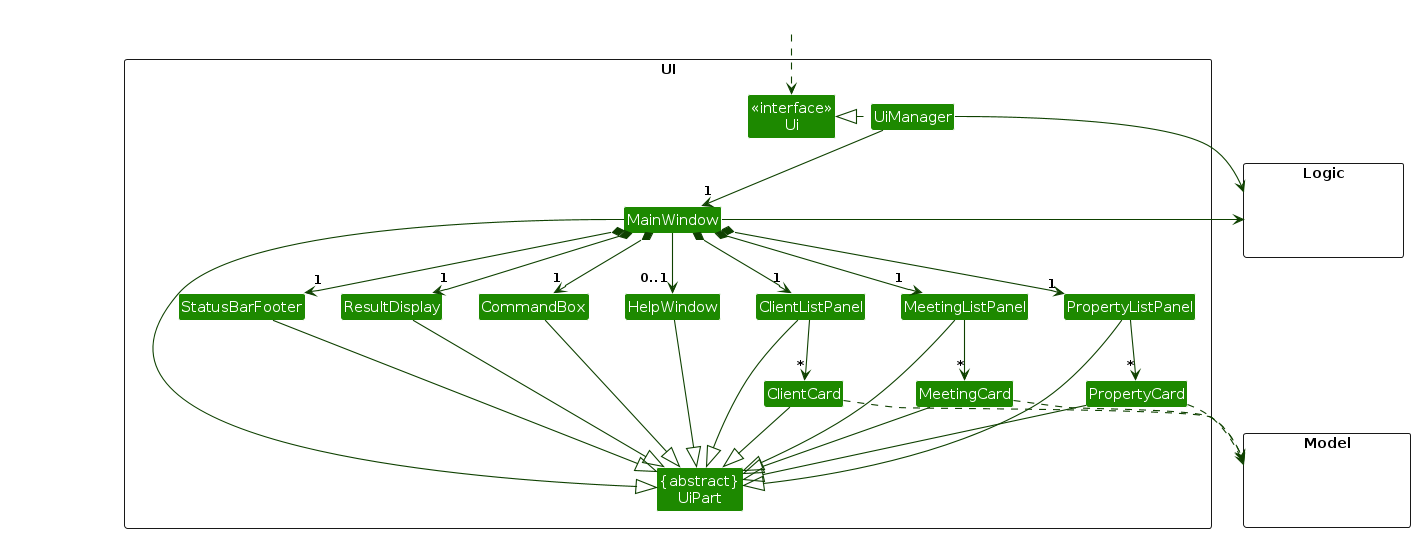 UI
«interface»
Ui
UiManager
Logic
1
MainWindow
1
1
1
0..1
1
1
1
StatusBarFooter
ResultDisplay
CommandBox
HelpWindow
ClientListPanel
MeetingListPanel
PropertyListPanel
*
*
*
ClientCard
MeetingCard
PropertyCard
Model
{abstract}
UiPart